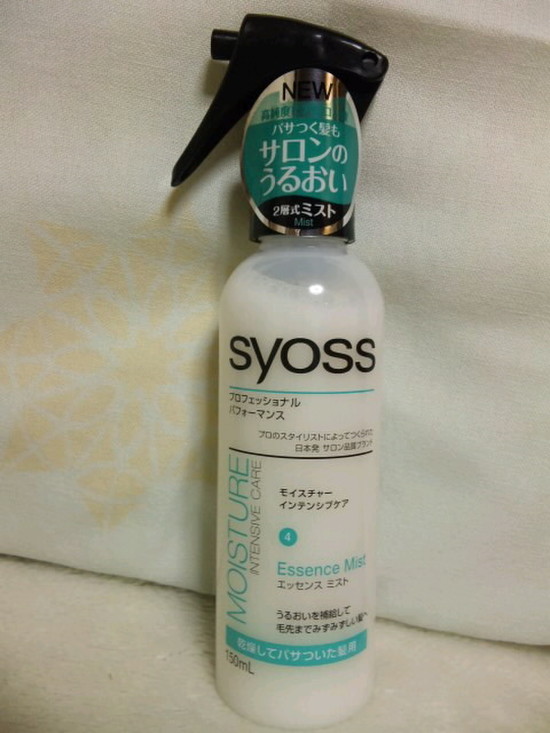 NEW
パサつく髪も
サロンの
うるおい
2層式ミスト
Mist
syoss
プロフェッショナル
パフォーマンス
プロのスタイリストによってつくられた
日本発 サロン品質ブランド
MOISTURE
INTENSIVE CARE
モイスチャー
インテンシブケア
4
Essence Mist
エッセンス ミスト
うるおいを補給して
毛先までみずみずしい髪へ
乾燥してパサついた髪用
150mL